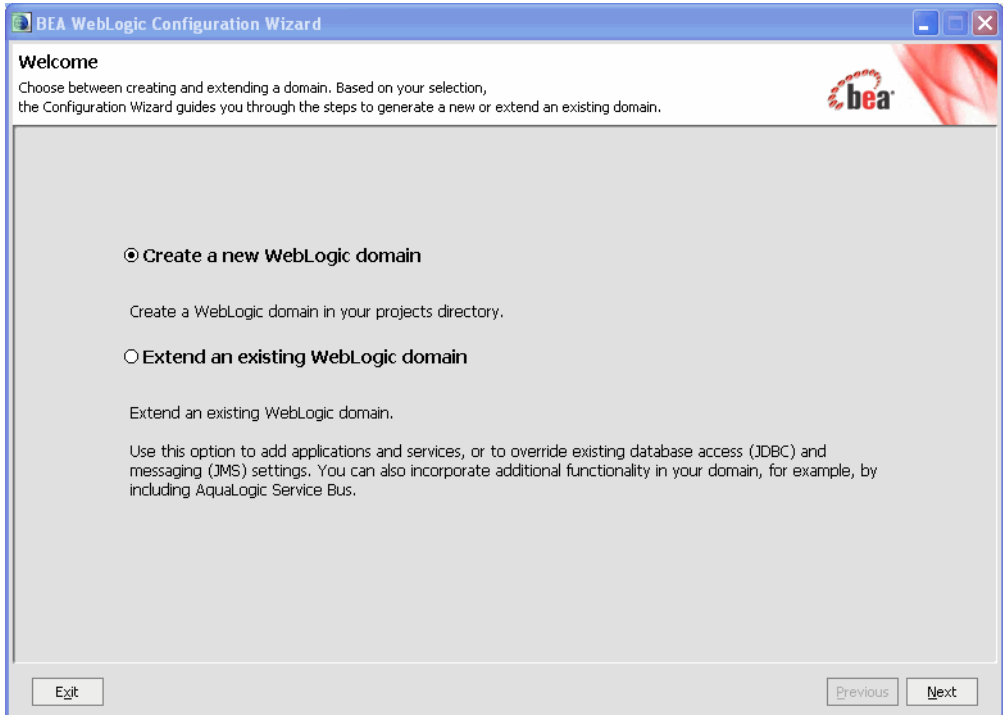 BEA WebLogic Configuration Wizard
Welcome
Choose between creating and extending a domain. Based on your selection,
the Configuration Wizard guides you through the steps to generate a new or extend an existing domain.
bea
Create a new WebLogic domain
Create a WebLogic domain in your projects directory.
Extend an existing WebLogic domain
Extend an existing WebLogic domain.
Use this option to add applications and services, or to override existing database access (JDBC) and
messaging (JMS) settings. You can also incorporate additional functionality in your domain, for example, by
including AquaLogic Service Bus.
Exit
Previous
Next